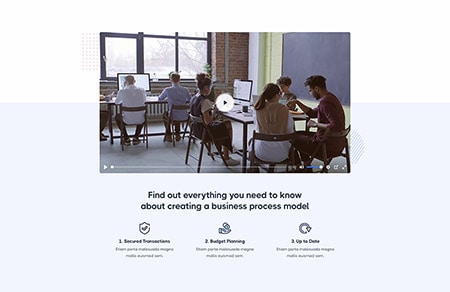 Find out everything you need to know
about creating a business process model
1. Secured Transactions
Etiam porta malesuada magna
mollis euismod sem.
2. Budget Planning
Etiam porta malesuada magna
mollis euismod sem.
3. Up to Date
Etiam porta malesuada magna
mollis euismod sem.